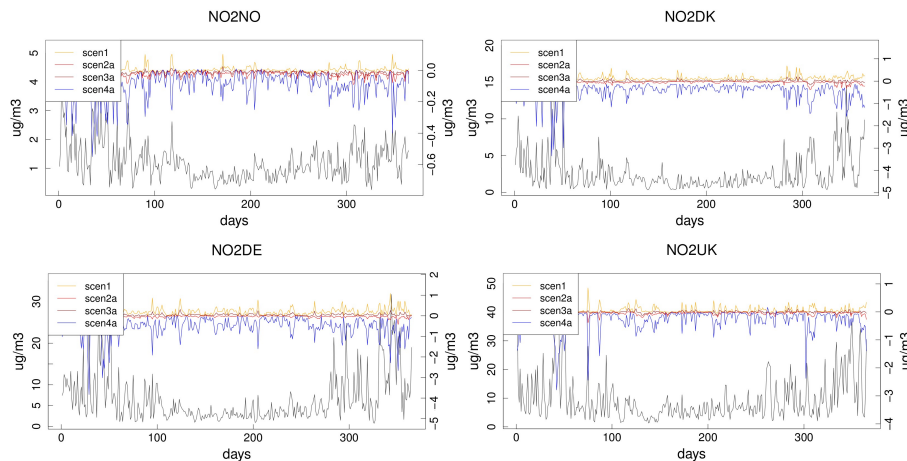 NO2NO
scen1
scen2a
scen3a
scen4a
ug/m3
1 2 3 4 5
0 100 200 300
days
0.0 −0.2 −0.4 −0.6
ug/m3
NO2DK
scen1
scen2a
scen3a
scen4a
ug/m3
0 5 10 15 20
0 100 200 300
days
1 0 −1 −2 −3 −4 −5
ug/m3
NO2DE
scen1
scen2a
scen3a
scen4a
ug/m3
0 5 10 20 30
0 100 200 300
days
2 1 0 −1 −2 −3 −4 −5
ug/m3
NO2UK
scen1
scen2a
scen3a
scen4a
ug/m3
0 10 20 30 40 50
0 100 200 300
days
1 0 −1 −2 −3 −4
ug/m3